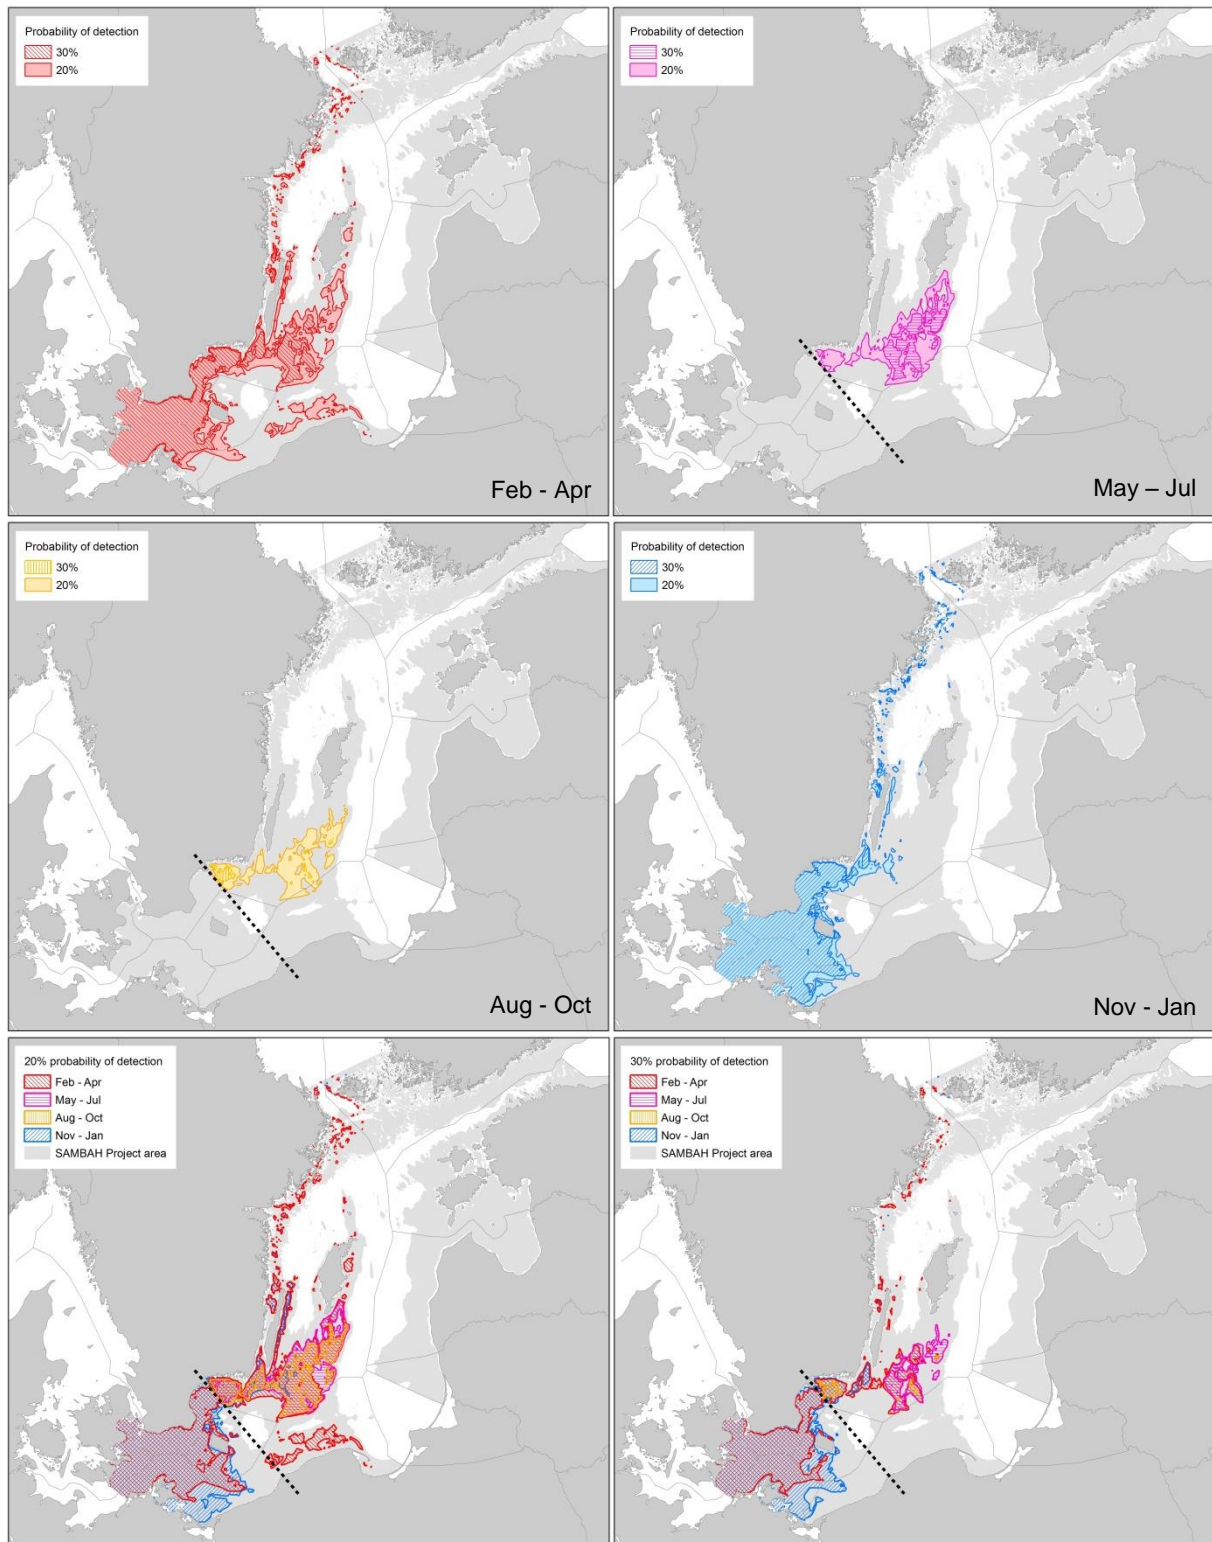 Probability of detection
30%
20%
Feb - Apr
Probability of detection
30%
20%
May – Jul
Probability of detection
30%
20%
Aug - Oct
Probability of detection
30%
20%
Nov - Jan
20% probability of detection
Feb - Apr
May - Jul
Aug - Oct
Nov - Jan
SAMBAH Project area
30% probability of detection
Feb - Apr
May - Jul
Aug - Oct
Nov - Jan
SAMBAH Project area